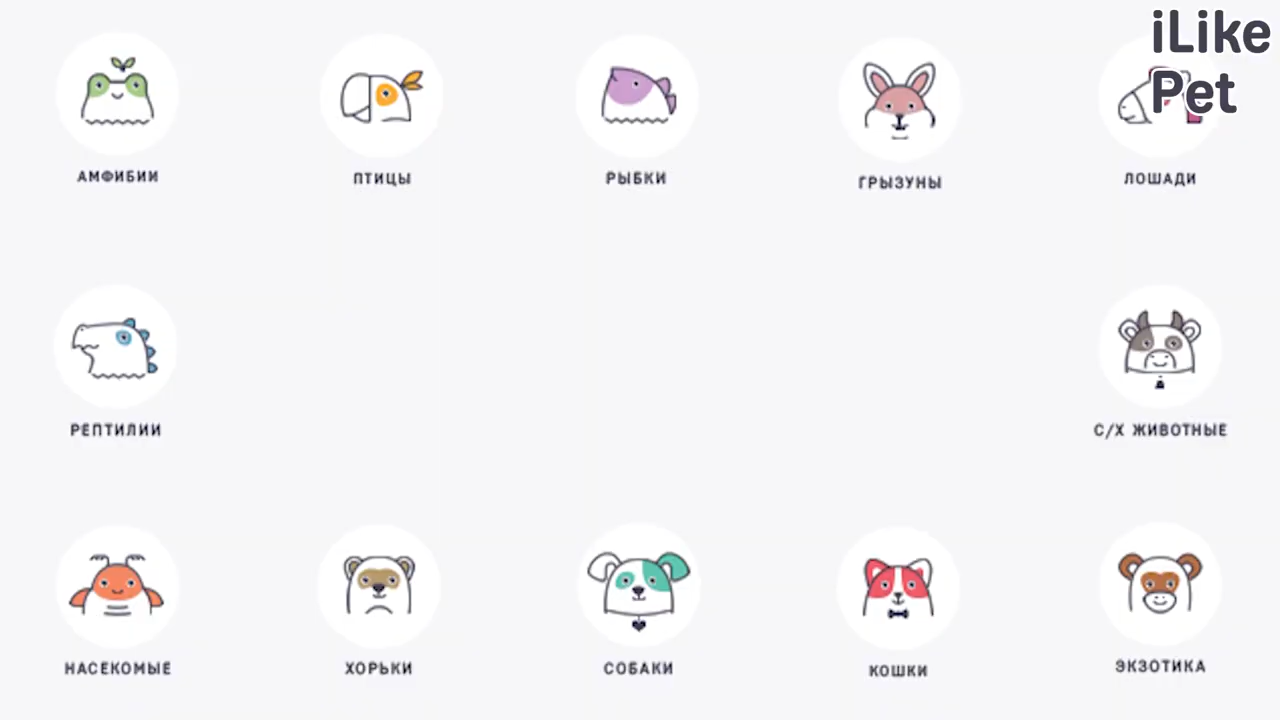 iLike
Pet
АМФИБИИ
ПТИЦЫ
РЫБКИ
ГРЫЗУНЫ
ЛОШАДИ
РЕПТИЛИИ
С/Х ЖИВОТНЫЕ
НАСЕКОМЫЕ
ХОРЬКИ
СОБАКИ
КОШКИ
ЭКЗОТИКА